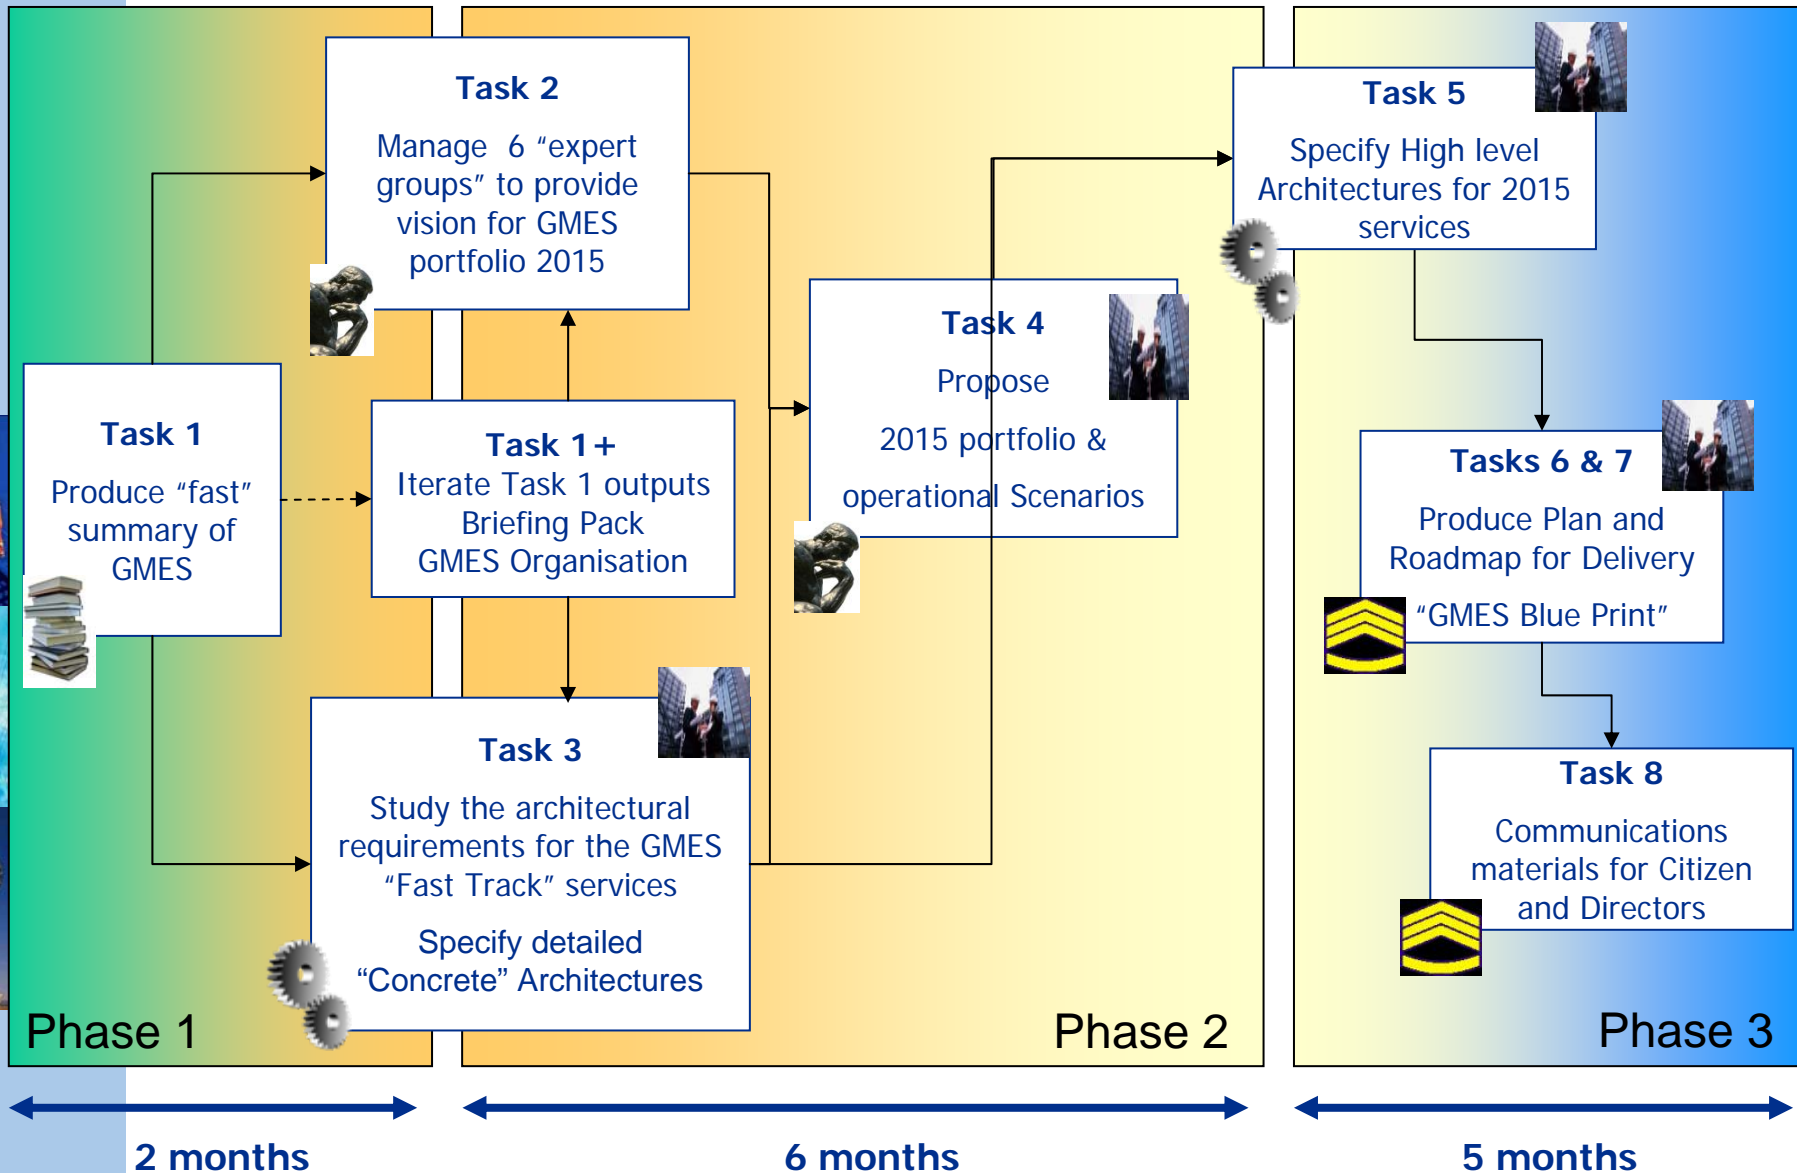 Task 2
Manage 6 “expert
groups” to provide
vision for GMES
portfolio 2015
Task 5
Specify High level
Architectures for 2015
services
Task 4
Propose
2015 portfolio &
operational Scenarios
Task 1
Produce “fast”
summary of
GMES
Task 1+
Iterate Task 1 outputs
Briefing Pack
GMES Organisation
Tasks 6 & 7
Produce Plan and
Roadmap for Delivery
“GMES Blue Print”
Task 3
Study the architectural
requirements for the GMES
“Fast Track” services
Specify detailed
“Concrete” Architectures
Task 8
Communications
materials for Citizen
and Directors
Phase 1
Phase 2
Phase 3
2 months
6 months
5 months